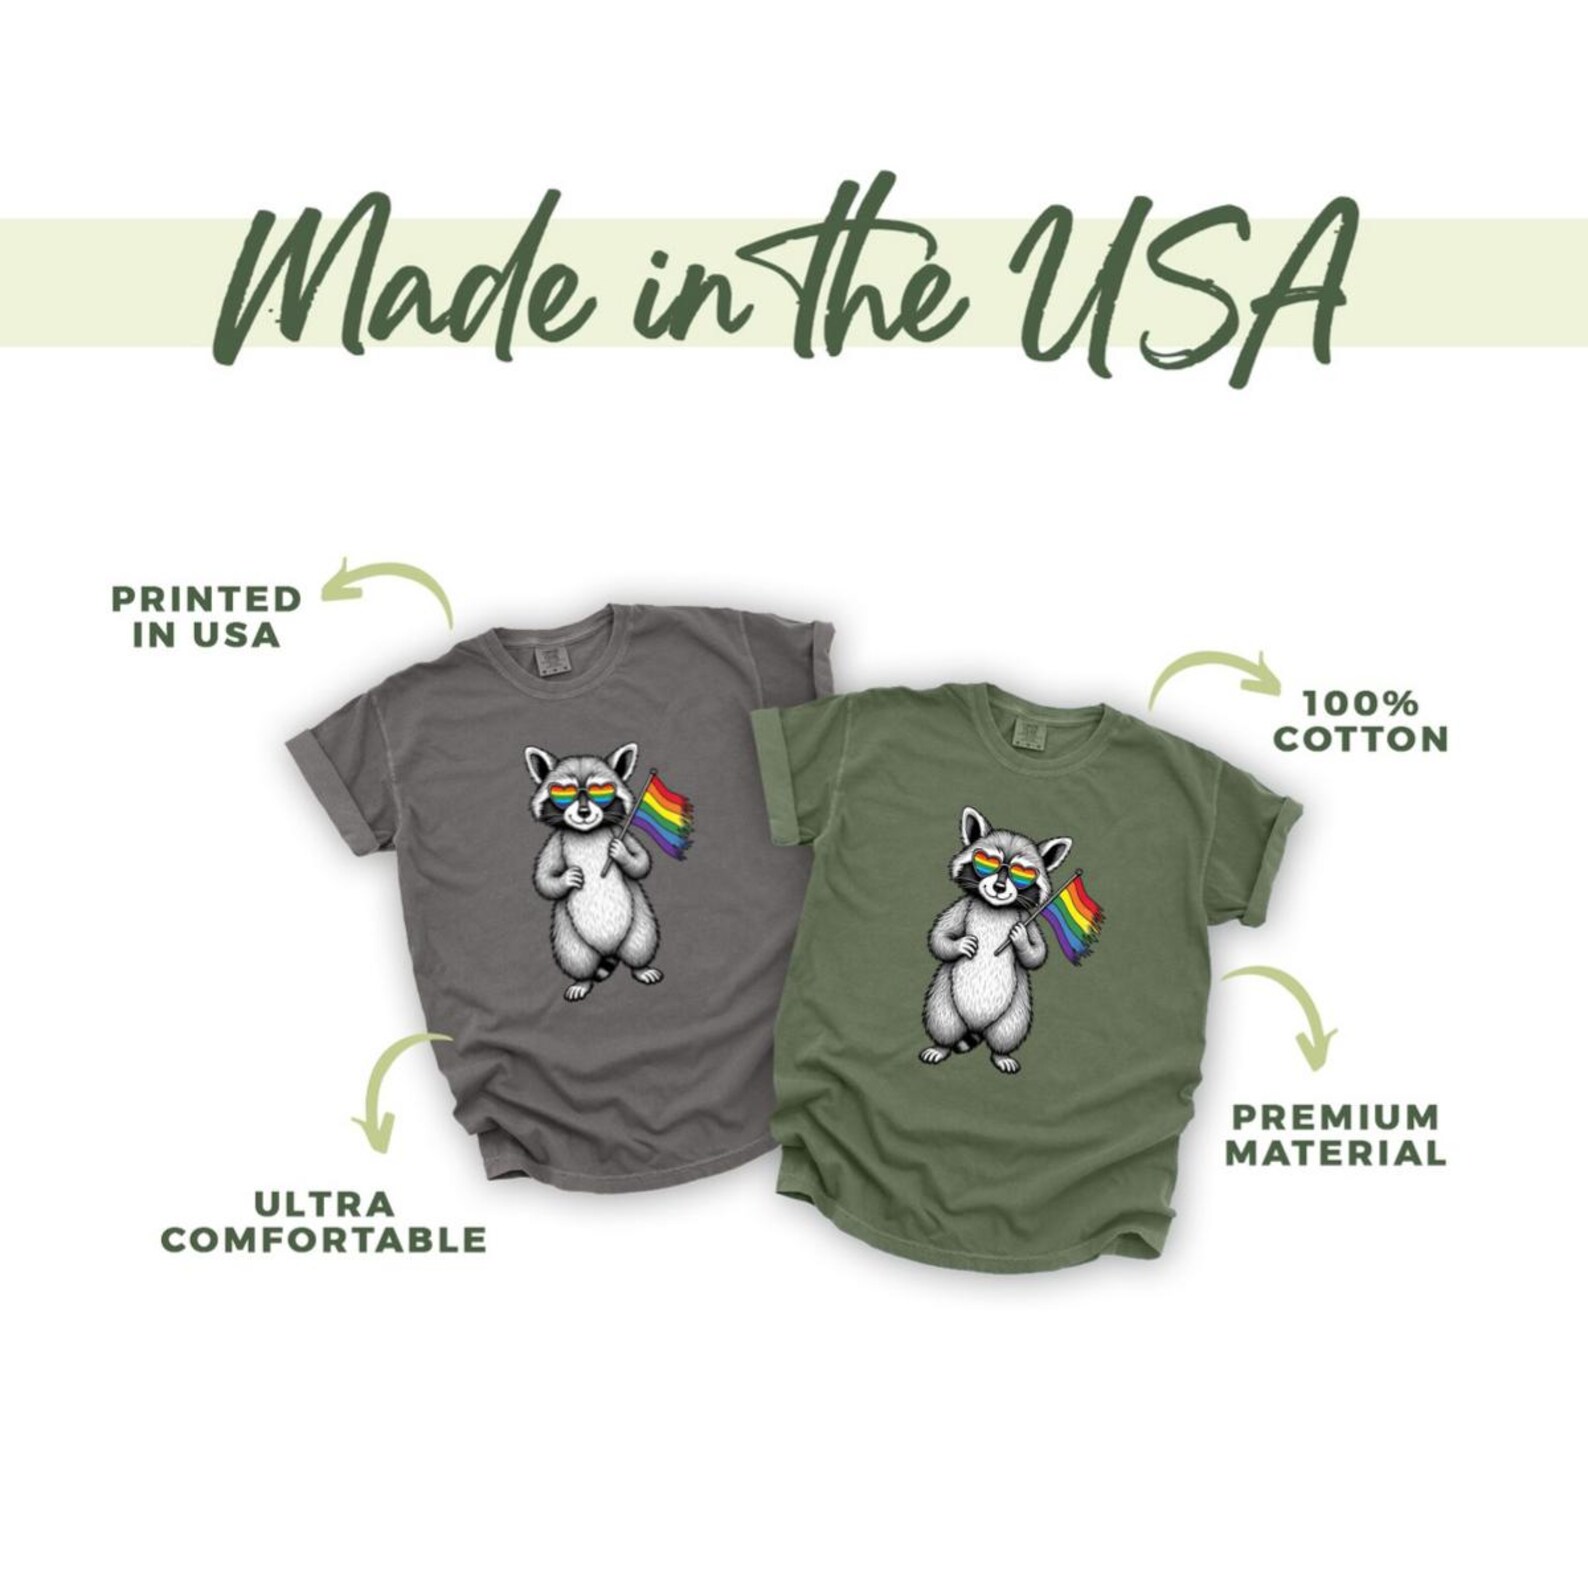 Made in the USA
PRINTED
IN USA
100%
COTTON
PREMIUM
MATERIAL
ULTRA
COMFORTABLE